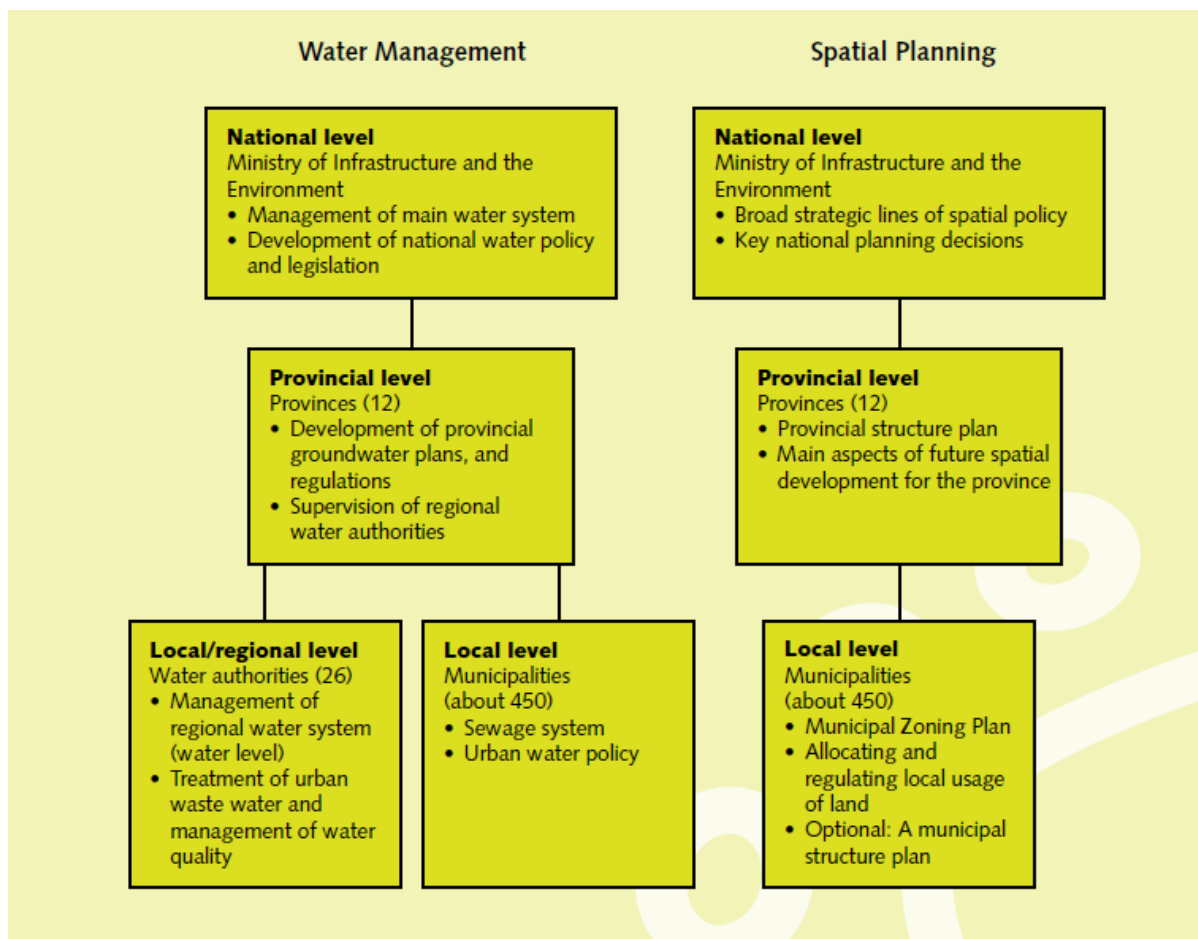 Water Management
Spatial Planning
National level
Ministry of Infrastructure and the
Environment
• Management of main water system
• Development of national water policy
and legislation
National level
Ministry of Infrastructure and the
Environment
• Broad strategic lines of spatial policy
• Key national planning decisions
Provincial level
Provinces (12)
• Development of provincial
groundwater plans, and
regulations
• Supervision of regional
water authorities
Provincial level
Provinces (12)
• Provincial structure plan
• Main aspects of future spatial
development for the province
Local/regional level
Water authorities (26)
• Management of
regional water system
(water level)
• Treatment of urban
waste water and
management of water
quality
Local level
Municipalities
(about 450)
• Sewage system
• Urban water policy
Local level
Municipalities
(about 450)
• Municipal Zoning Plan
• Allocating and
regulating local usage
of land
• Optional: A municipal
structure plan